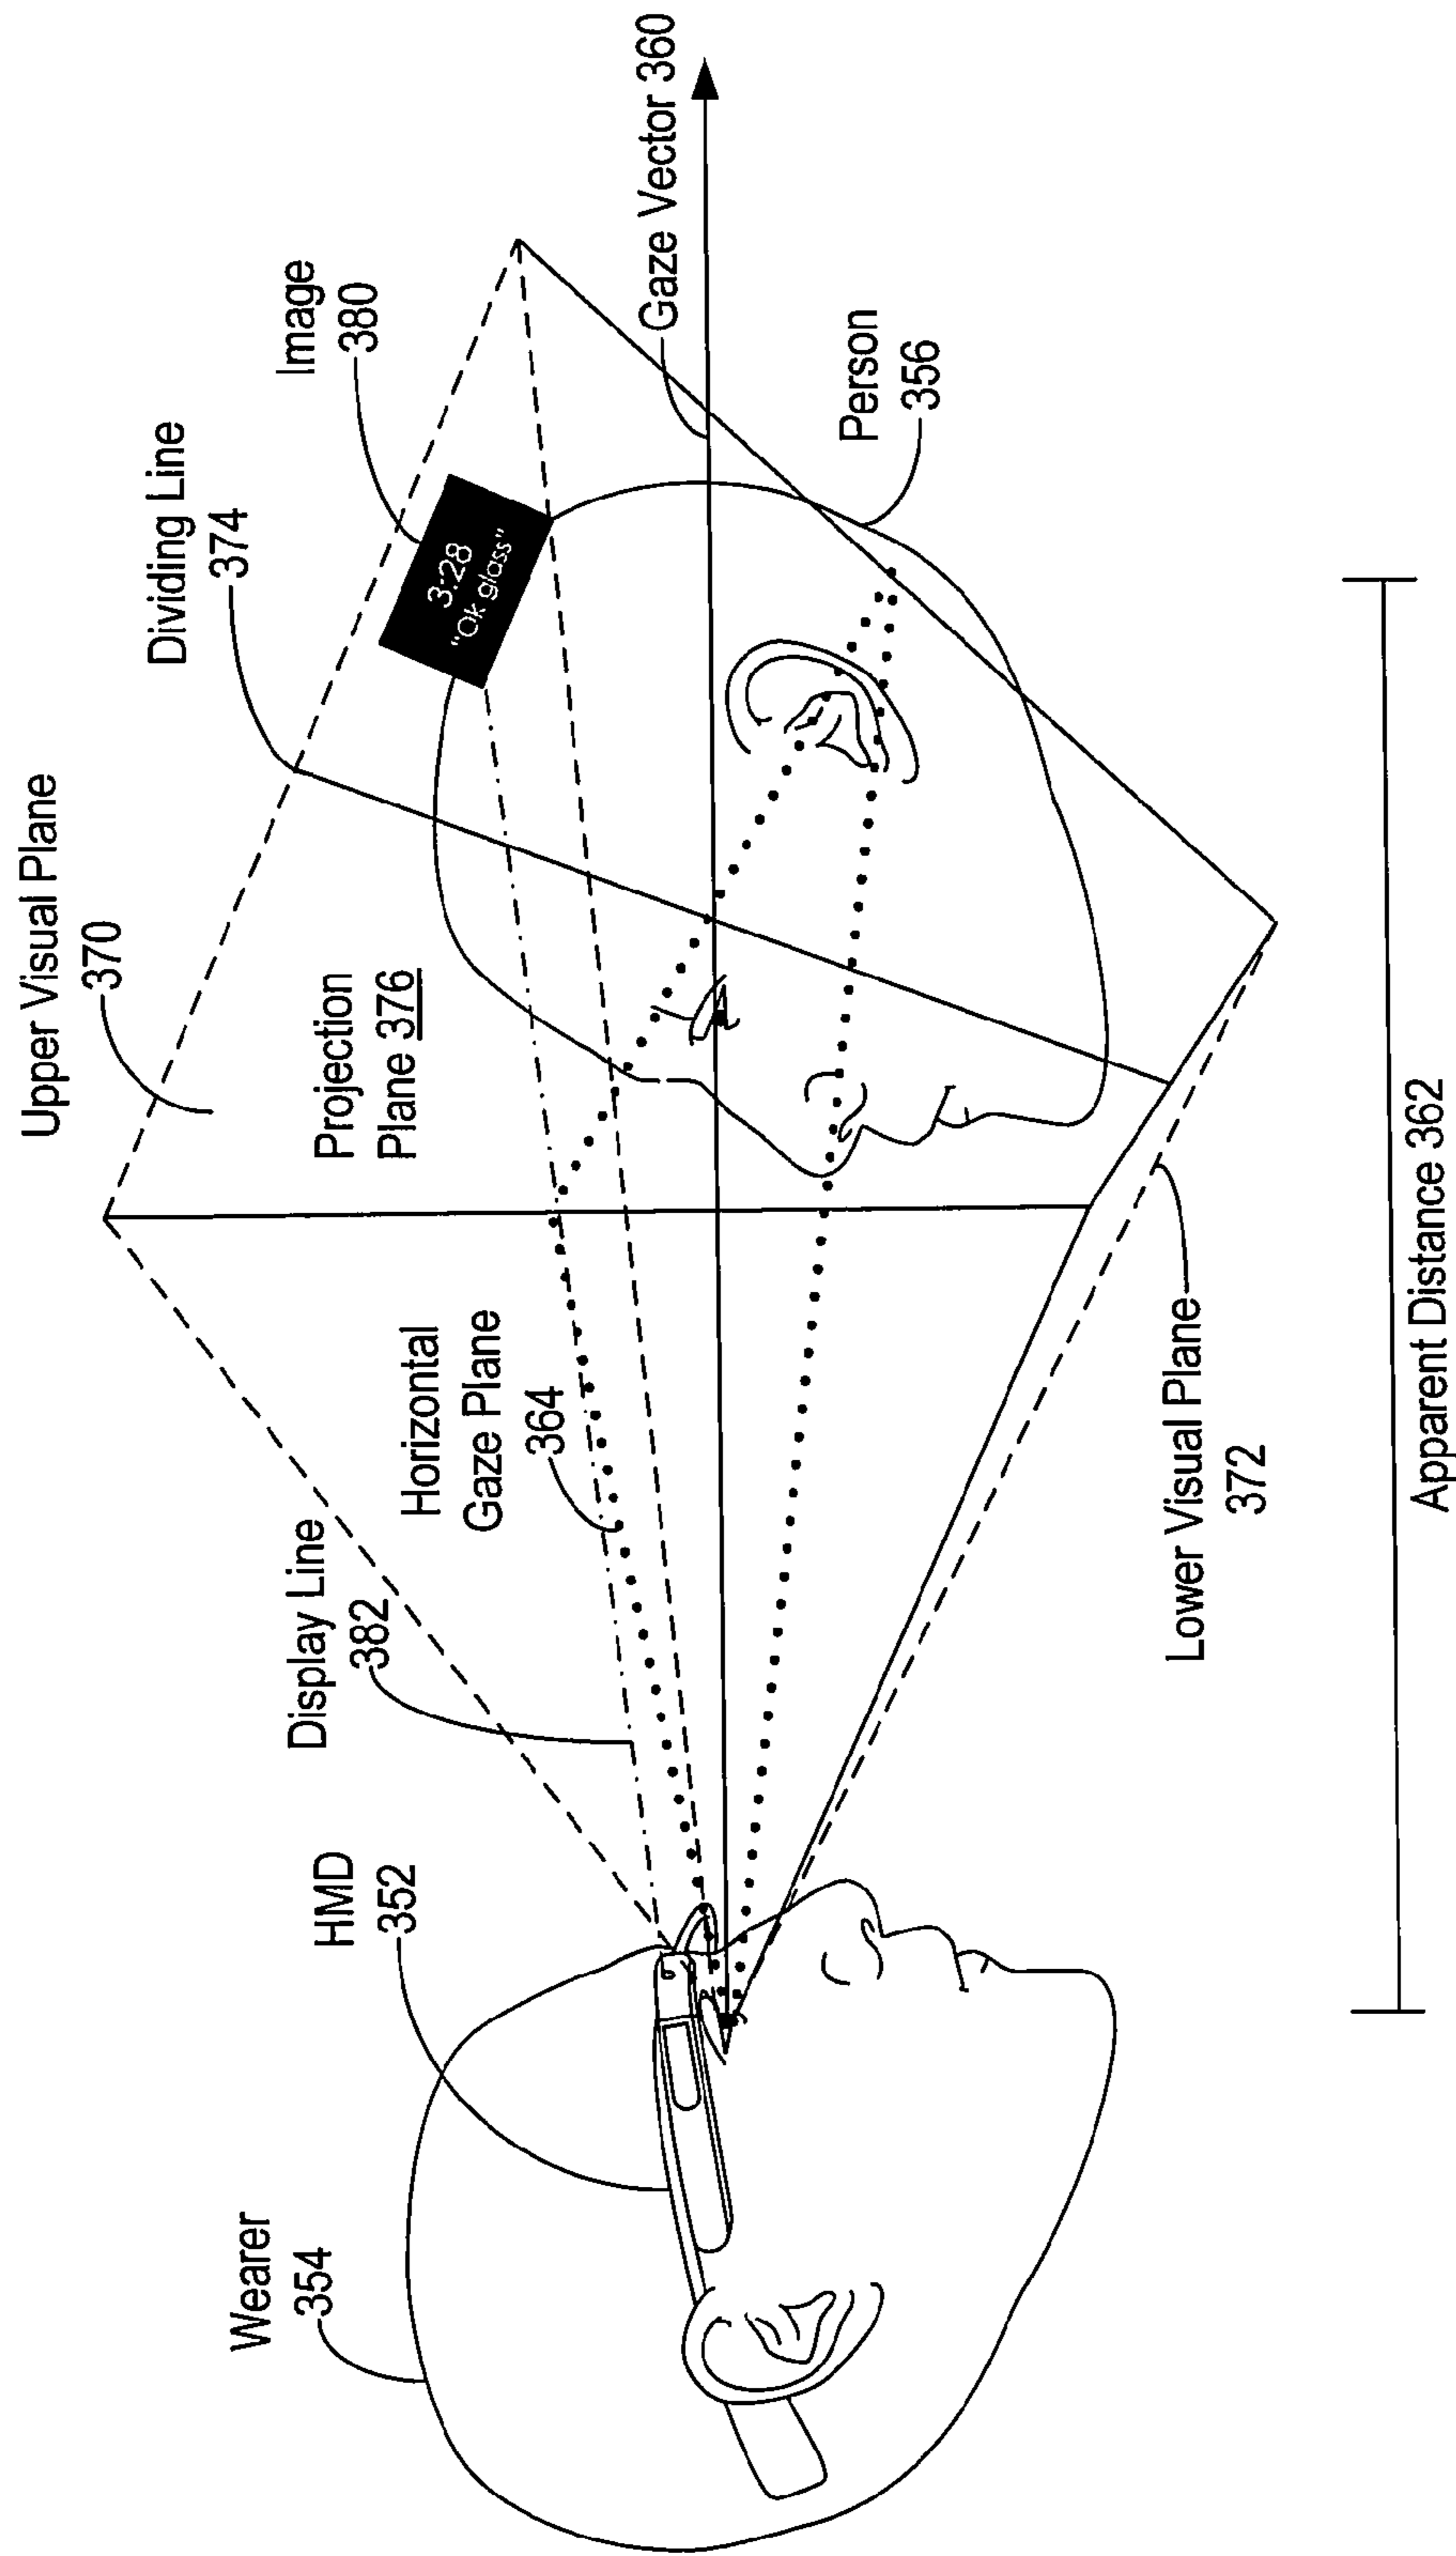 Wearer
354
HMD
352
Display Line
382
Horizontal
Gaze Plane
364
Upper Visual Plane
370
Projection
Plane 376
Dividing Line
374
Image
380
3:28
"Ok glass"
Gaze Vector 360
Person
356
Lower Visual Plane
372
Apparent Distance 362